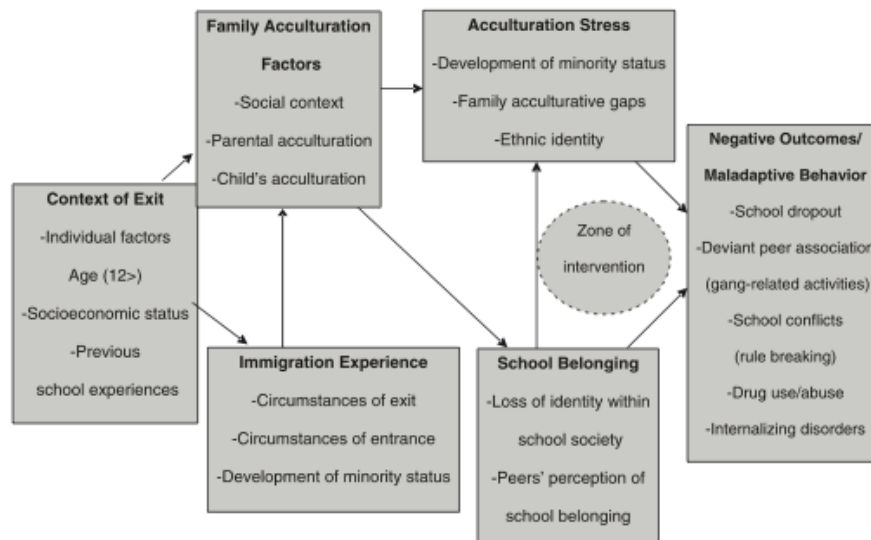 Family Acculturation
Factors
-Social context
-Parental acculturation
-Child's acculturation
Acculturation Stress
-Development of minority status
-Family acculturative gaps
-Ethnic identity
Negative Outcomes/
Maladaptive Behavior
-School dropout
-Deviant peer association
(gang-related activities)
-School conflicts
(rule breaking)
-Drug use/abuse
-Internalizing disorders
Context of Exit
-Individual factors
Age (12>)
-Socioeconomic status
-Previous
school experiences
Zone of
intervention
Immigration Experience
-Circumstances of exit
-Circumstances of entrance
-Development of minority status
School Belonging
-Loss of identity within
school society
-Peers' perception of
school belonging